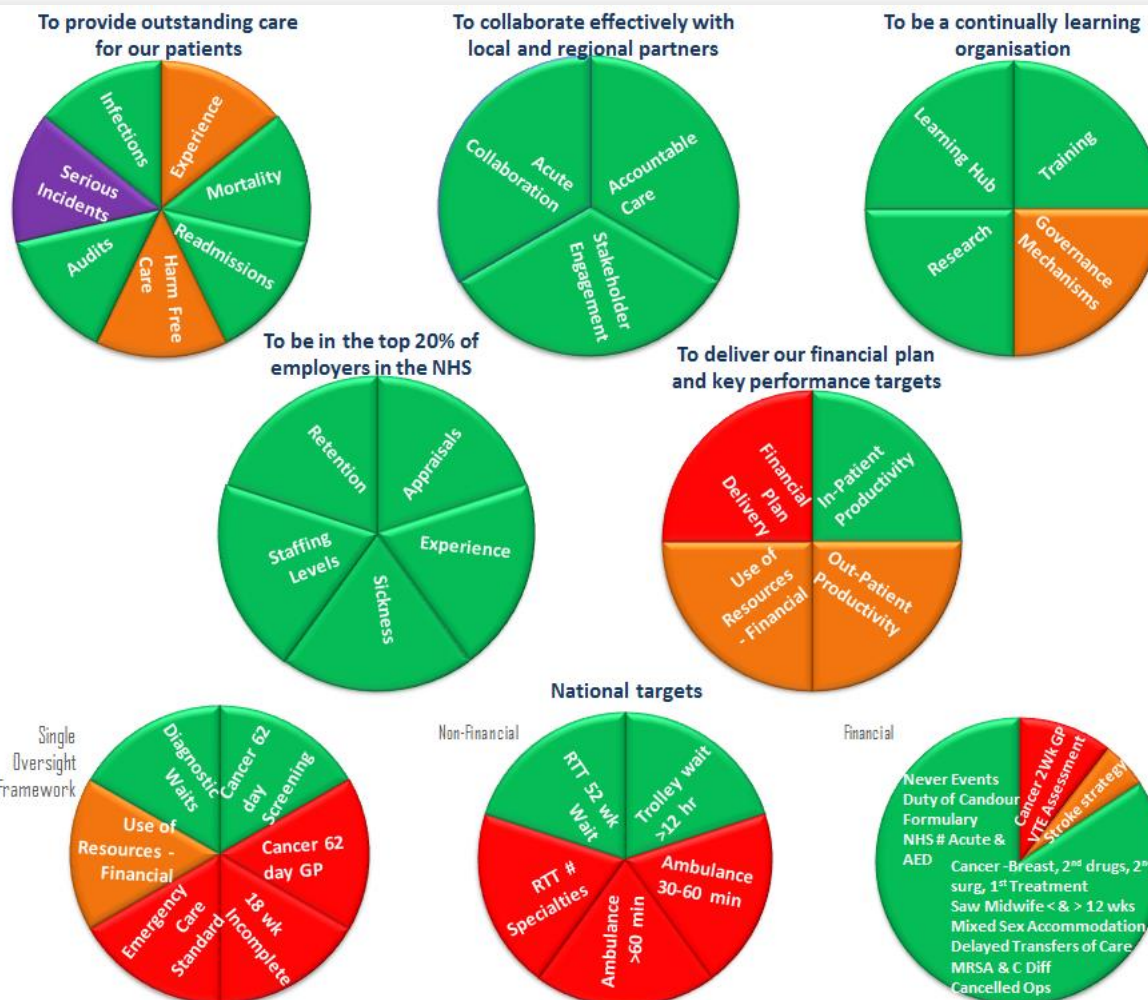 To provide outstanding care
for our patients
To collaborate effectively with
local and regional partners
To be a continually learning
organisation
Infections
Experience
Mortality
Readmissions
Harm Free
Care
Audits
Serious
Incidents
Acute
Collaboration
Accountable
Care
Stakeholder
Engagement
Learning Hub
Training
Governance
Mechanisms
Research
To be in the top 20% of
employers in the NHS
To deliver our financial plan
and key performance targets
Retention
Appraisals
Experience
Sickness
Staffing
Levels
Financial
Plan
Delivery
In-Patient
Productivity
Out-Patient
Productivity
Use of
Resources
- Financial
National targets
Single
Oversight
Framework
Diagnostic
Waits
Cancer 62
day
Screening
Cancer 62
day GP
18 wk
Incomplete
Emergency
Care
Standard
Use of
Resources -
Financial
Non-Financial
RTT 52 wk
Wait
Trolley wait
>12 hr
Ambulance
30-60 min
Ambulance
>60 min
RTT #
Specialties
Financial
Cancer 2Wk GP
VTE Assessment
Stroke strategy
Never Events
Duty of Candour
Formulary
NHS # Acute &
AED
Cancer -Breast, 2nd drugs, 2nd
surg, 1st Treatment
Saw Midwife < & > 12 wks
Mixed Sex Accommodation
Delayed Transfers of Care
MRSA & C Diff
Cancelled Ops